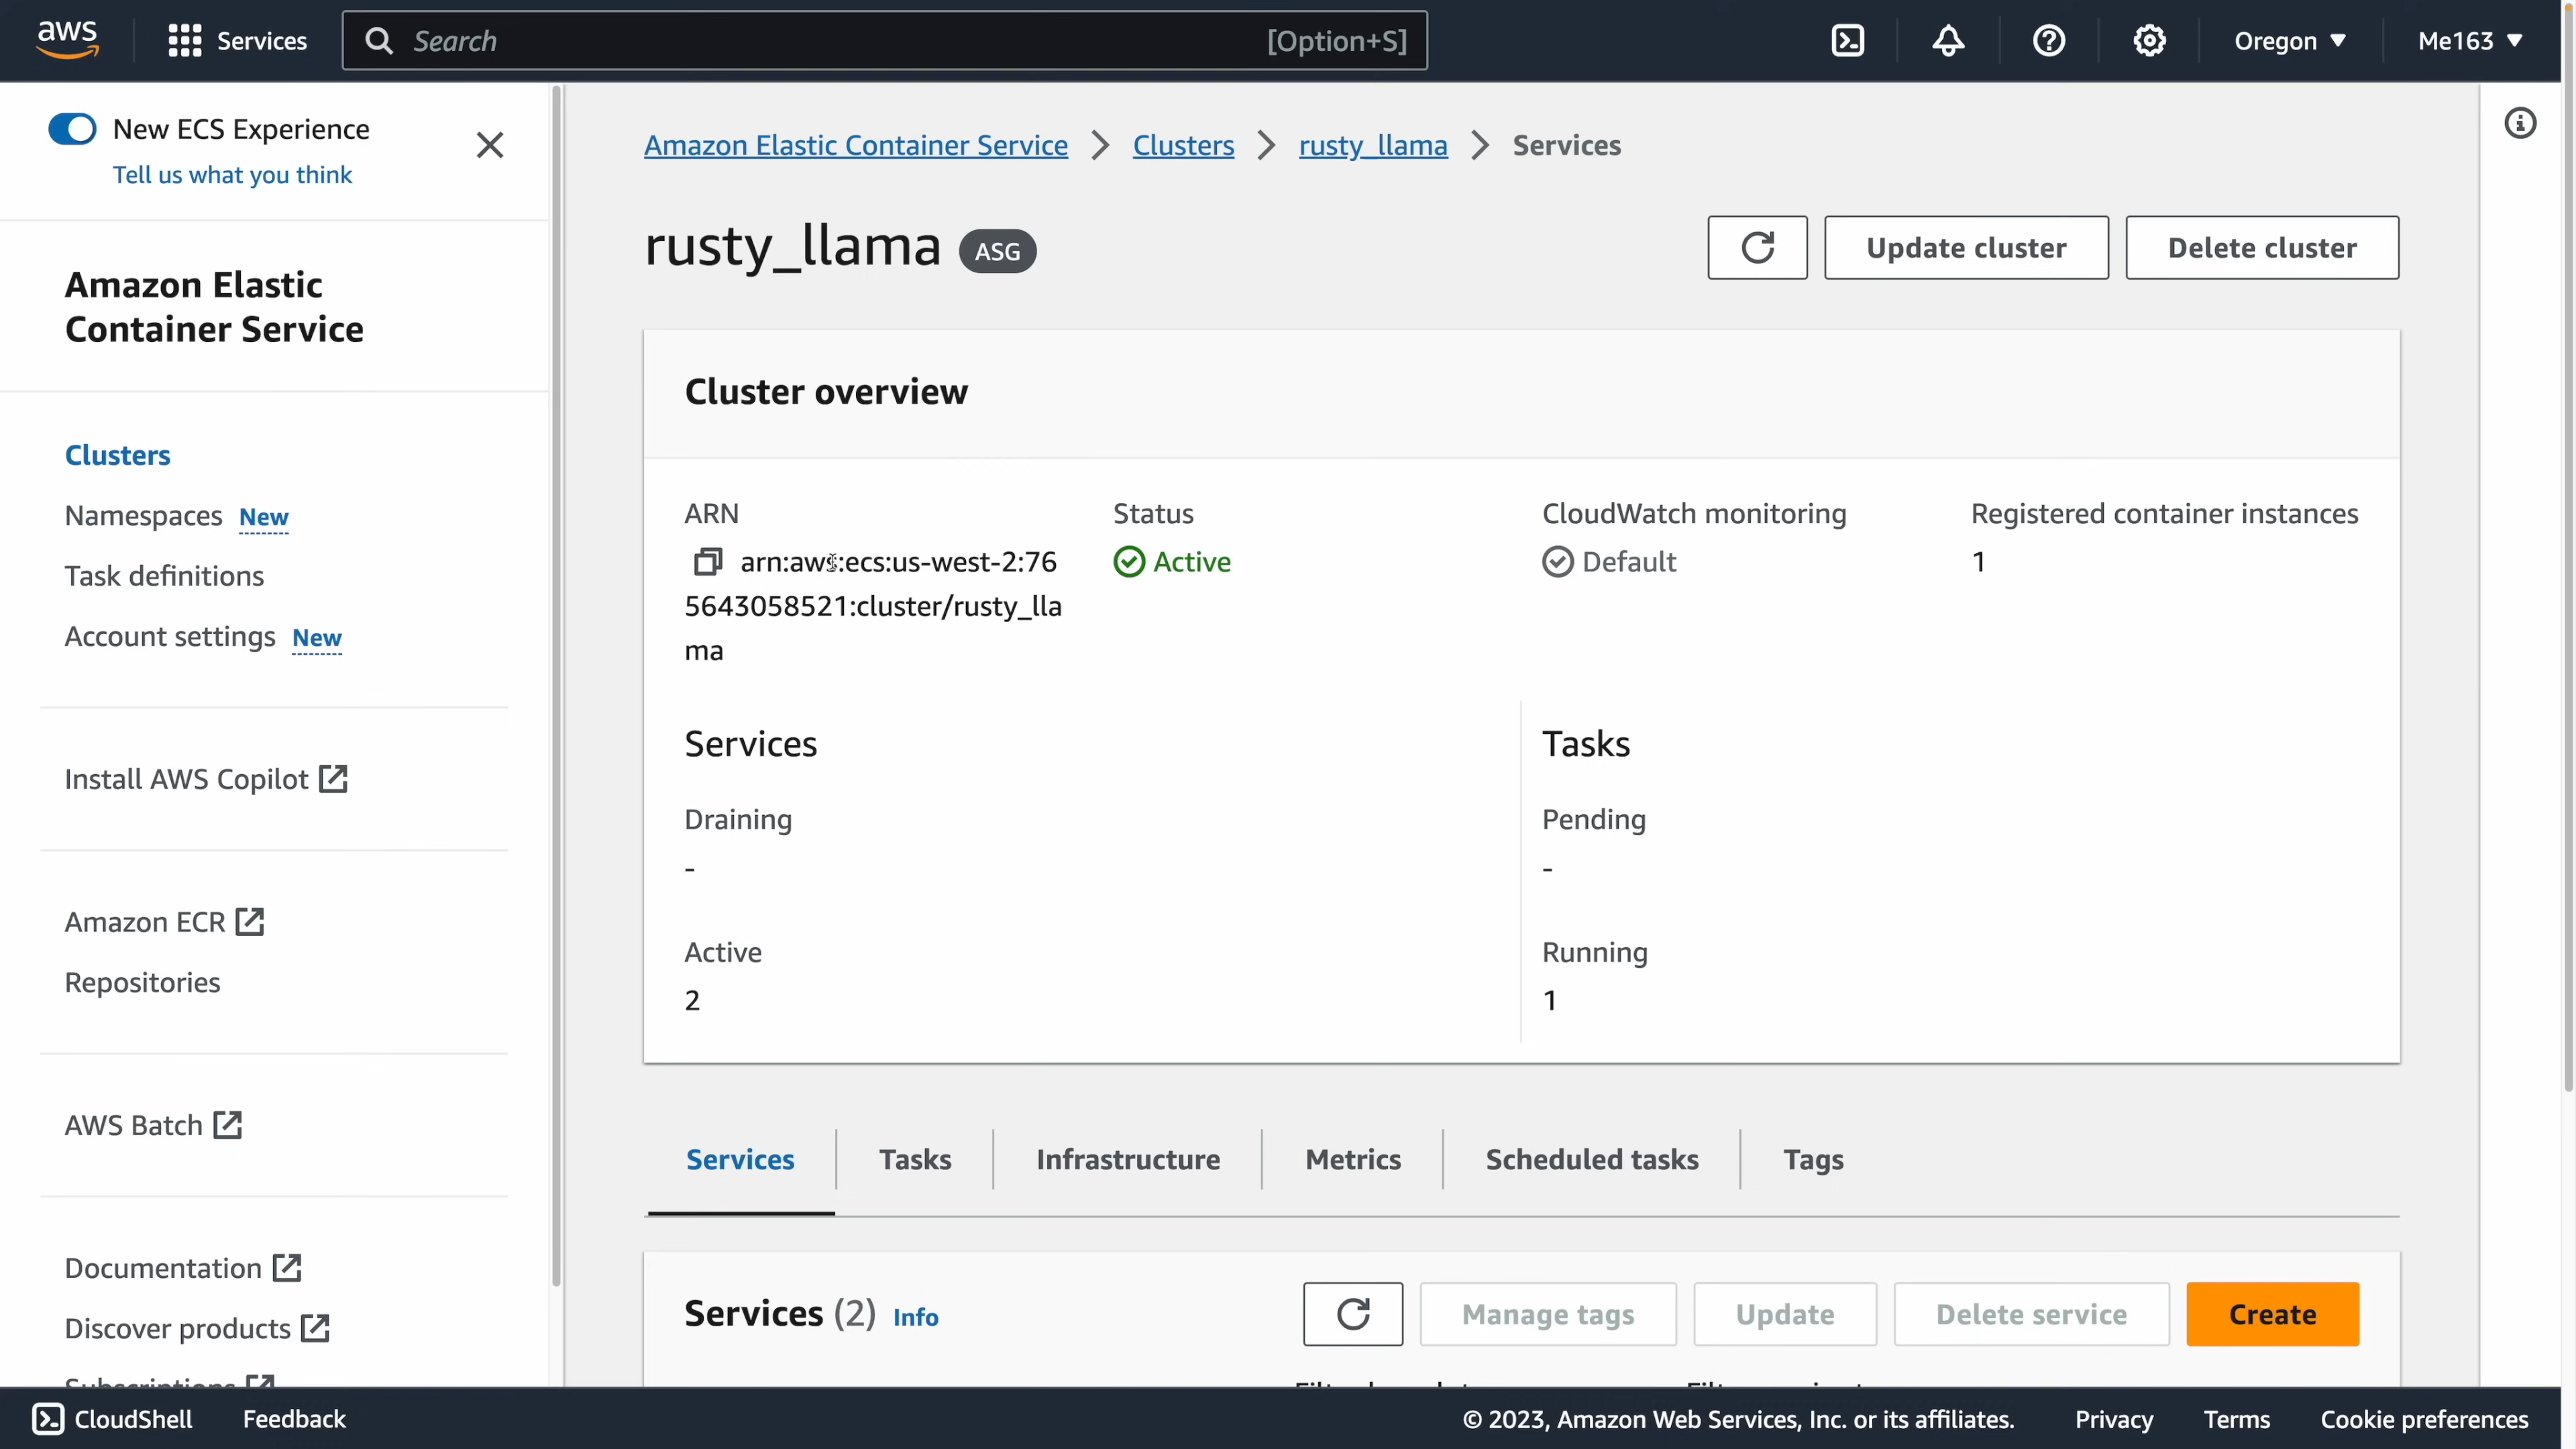 aws
Services
Search
[Option+S]
Oregon
Me163
New ECS Experience
Tell us what you think
Amazon Elastic
Container Service
Clusters
Namespaces New
Task definitions
Account settings New
Install AWS Copilot
Amazon ECR
Repositories
AWS Batch
Documentation
Discover products
Subscriptions
Amazon Elastic Container Service
Clusters
rusty_llama
Services
rusty_llama
ASG
Update cluster
Delete cluster
Cluster overview
ARN
arn:aws:ecs:us-west-2:76
5643058521:cluster/rusty_lla
ma
Status
Active
CloudWatch monitoring
Default
Registered container instances
1
Services
Draining
-
Active
2
Tasks
Pending
-
Running
1
Services
Tasks
Infrastructure
Metrics
Scheduled tasks
Tags
Services (2) Info
Manage tags
Update
Delete service
Create
CloudShell
Feedback
© 2023, Amazon Web Services, Inc. or its affiliates.
Privacy
Terms
Cookie preferences